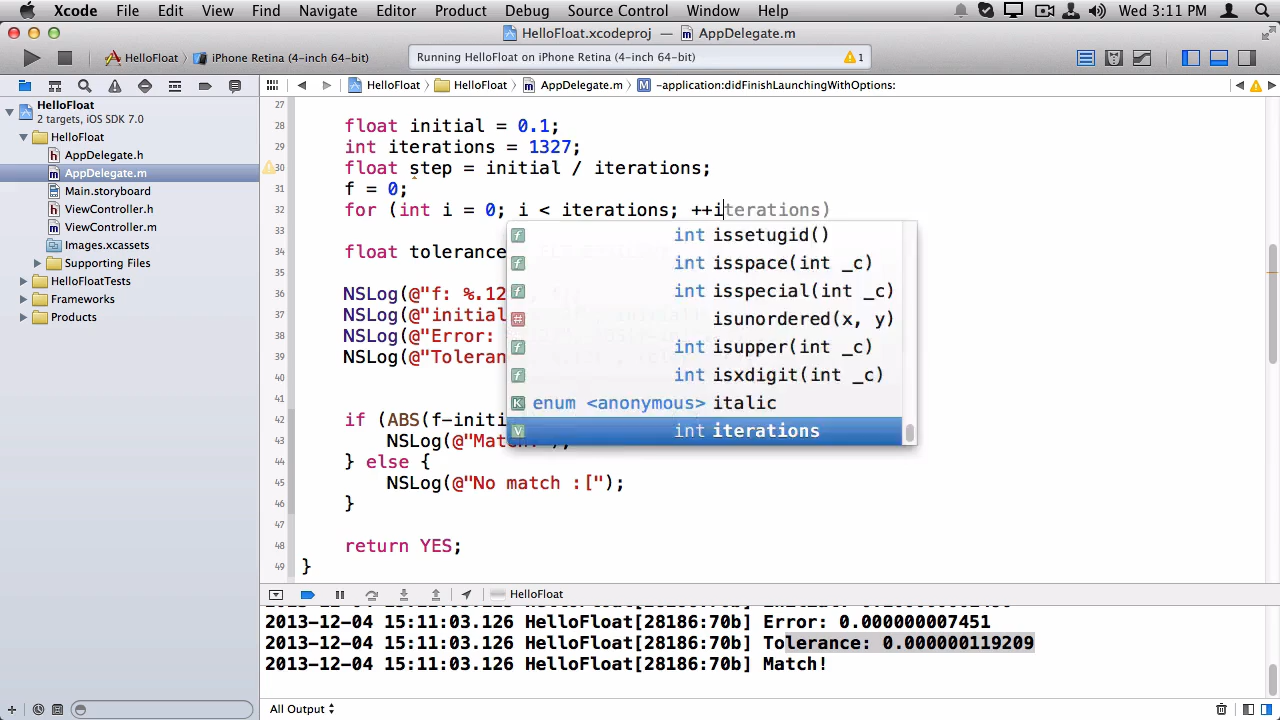 Xcode File Edit View Find Navigate Editor Product Debug Source Control Window Help Wed 3:11 PM
HelloFloat.xcodeproj — AppDelegate.m
HelloFloat iPhone Retina (4-inch 64-bit) Running HelloFloat on iPhone Retina (4-inch 64-bit) 1
HelloFloat HelloFloat AppDelegate.m M -application:didFinishLaunchingWithOptions:
HelloFloat
2 targets, iOS SDK 7.0
HelloFloat
AppDelegate.h
AppDelegate.m
Main.storyboard
ViewController.h
ViewController.m
Images.xcassets
Supporting Files
HelloFloatTests
Frameworks
Products
27
28 float initial = 0.1;
29 int iterations = 1327;
30 float step = initial / iterations;
31 f = 0;
32 for (int i = 0; i < iterations; ++iterations)
33
34 float tolerance
35
36 NSLog(@"f: %.12
37 NSLog(@"initial
38 NSLog(@"Error:
39 NSLog(@"Toleran
40
42 if (ABS(f-initi
43 NSLog(@"Match!");
44 } else {
45 NSLog(@"No match :[");
46 }
48 return YES;
49 }
f int issetugid()
f int isspace(int _c)
f int isspecial(int _c)
# isunordered(x, y)
f int isupper(int _c)
f int isxdigit(int _c)
K enum <anonymous> italic
V int iterations
HelloFloat
2013-12-04 15:11:03.126 HelloFloat[28186:70b] Error: 0.000000007451
2013-12-04 15:11:03.126 HelloFloat[28186:70b] Tolerance: 0.000000119209
2013-12-04 15:11:03.126 HelloFloat[28186:70b] Match!
All Output